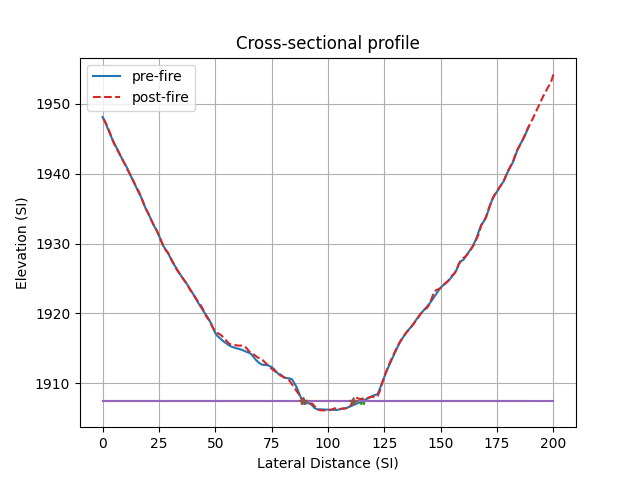 Cross-sectional profile
pre-fire
post-fire
1950
1940
1930
1920
1910
Elevation (SI)
0 25 50 75 100 125 150 175 200
Lateral Distance (SI)